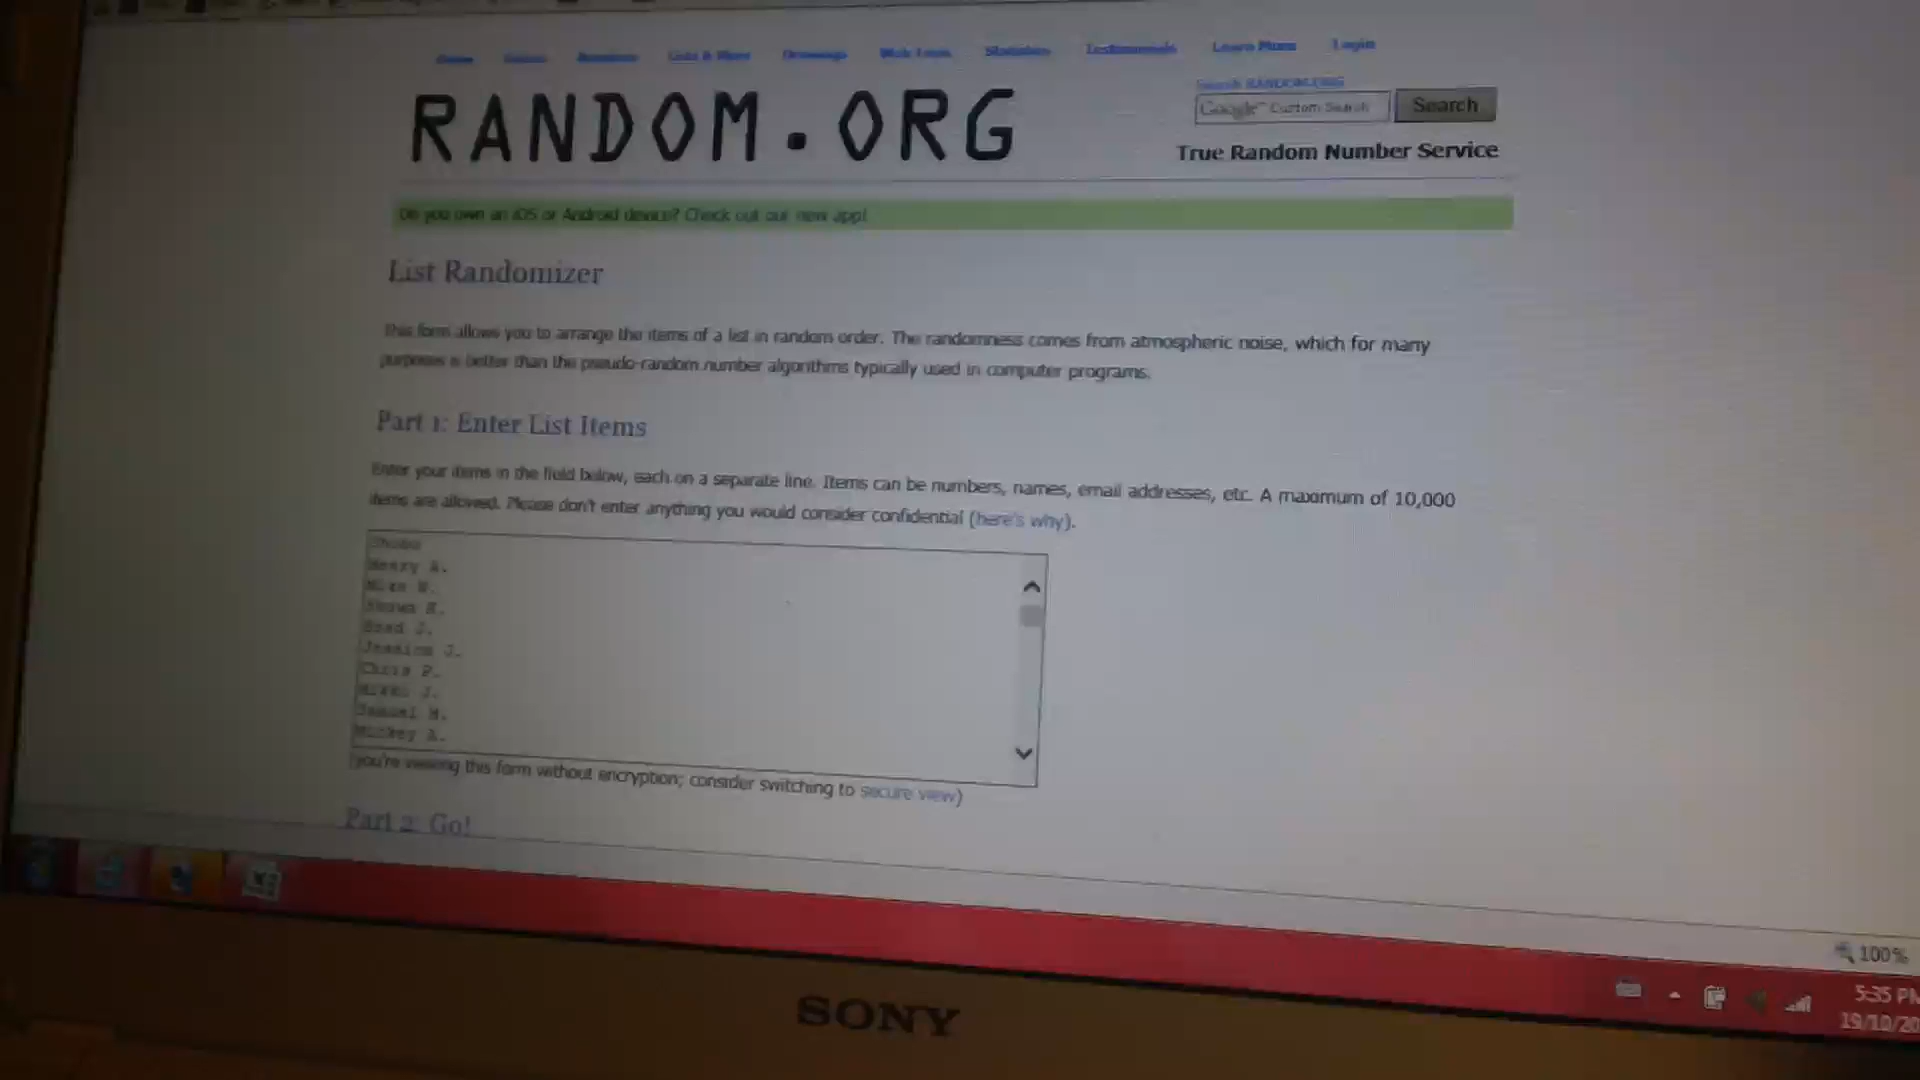 Home Games Numbers Lists & More Drawings Web Tools Statistics Testimonials Learn More Login
Search RANDOM.ORG
RANDOM.ORG
Google™ Custom Search Search
True Random Number Service
Do you own an iOS or Android device? Check out our new app!
List Randomizer
This form allows you to arrange the items of a list in random order. The randomness comes from atmospheric noise, which for many
purposes is better than the pseudo-random number algorithms typically used in computer programs.
Part 1: Enter List Items
Enter your items in the field below, each on a separate line. Items can be numbers, names, email addresses, etc. A maximum of 10,000
items are allowed. Please don't enter anything you would consider confidential (here's why).
Henry A.
Brad J.
Jessica J.
Chris P.
Samuel M.
Mickey A.
you're viewing this form without encryption; consider switching to secure view)
Part 2: Go!
100%
5:35 PM
19/10/20
SONY